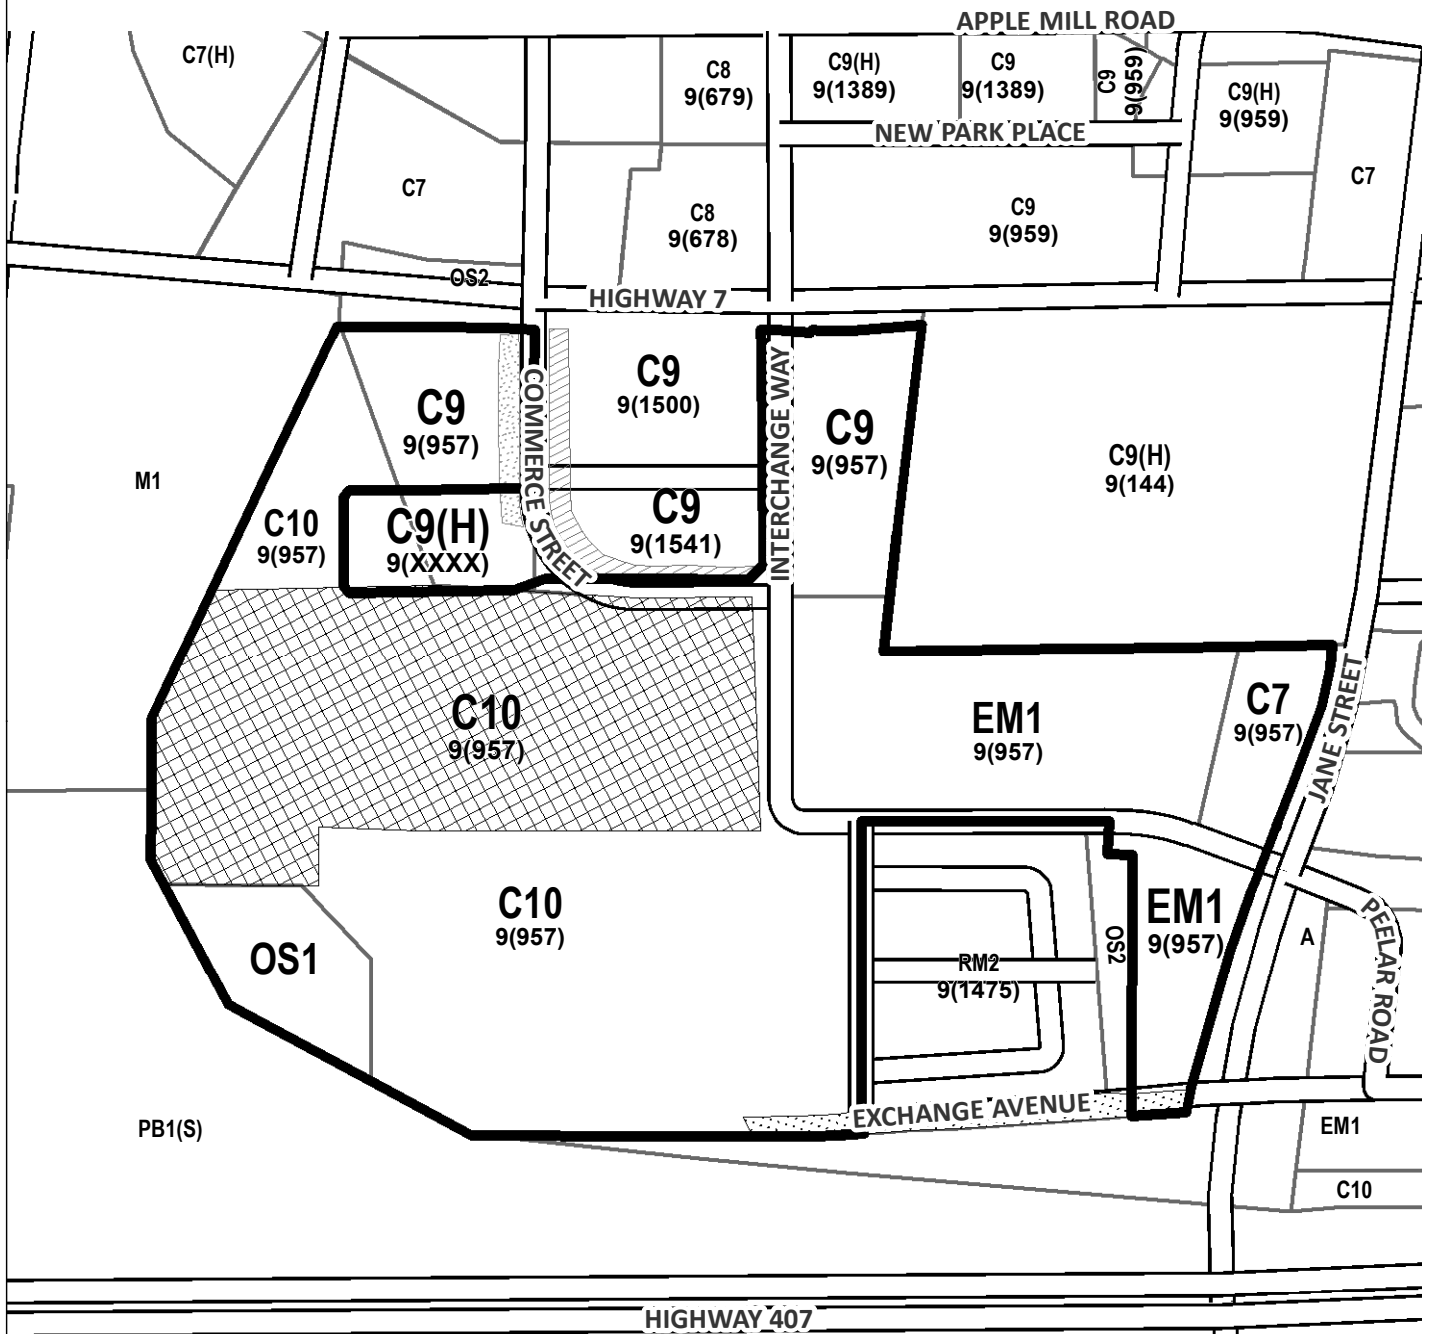 APPLE MILL ROAD
C7(H)
C8
9(679)
C9(H)
9(1389)
C9
9(1389)
C9
9(959)
C9(H)
9(959)
NEW PARK PLACE
C7
C7
C8
9(678)
C9
9(959)
OS2
HIGHWAY 7
C9
9(957)
COMMERCE STREET
C9
9(1500)
INTERCHANGE WAY
C9
9(957)
C9(H)
9(144)
M1
C10
9(957)
C9(H)
9(XXXX)
C9
9(1541)
C10
9(957)
EM1
9(957)
C7
9(957)
JANE STREET
C10
9(957)
OS1
RM2
9(1475)
OS2
EM1
9(957)
A
PEELAR ROAD
EXCHANGE AVENUE
PB1(S)
EM1
C10
HIGHWAY 407